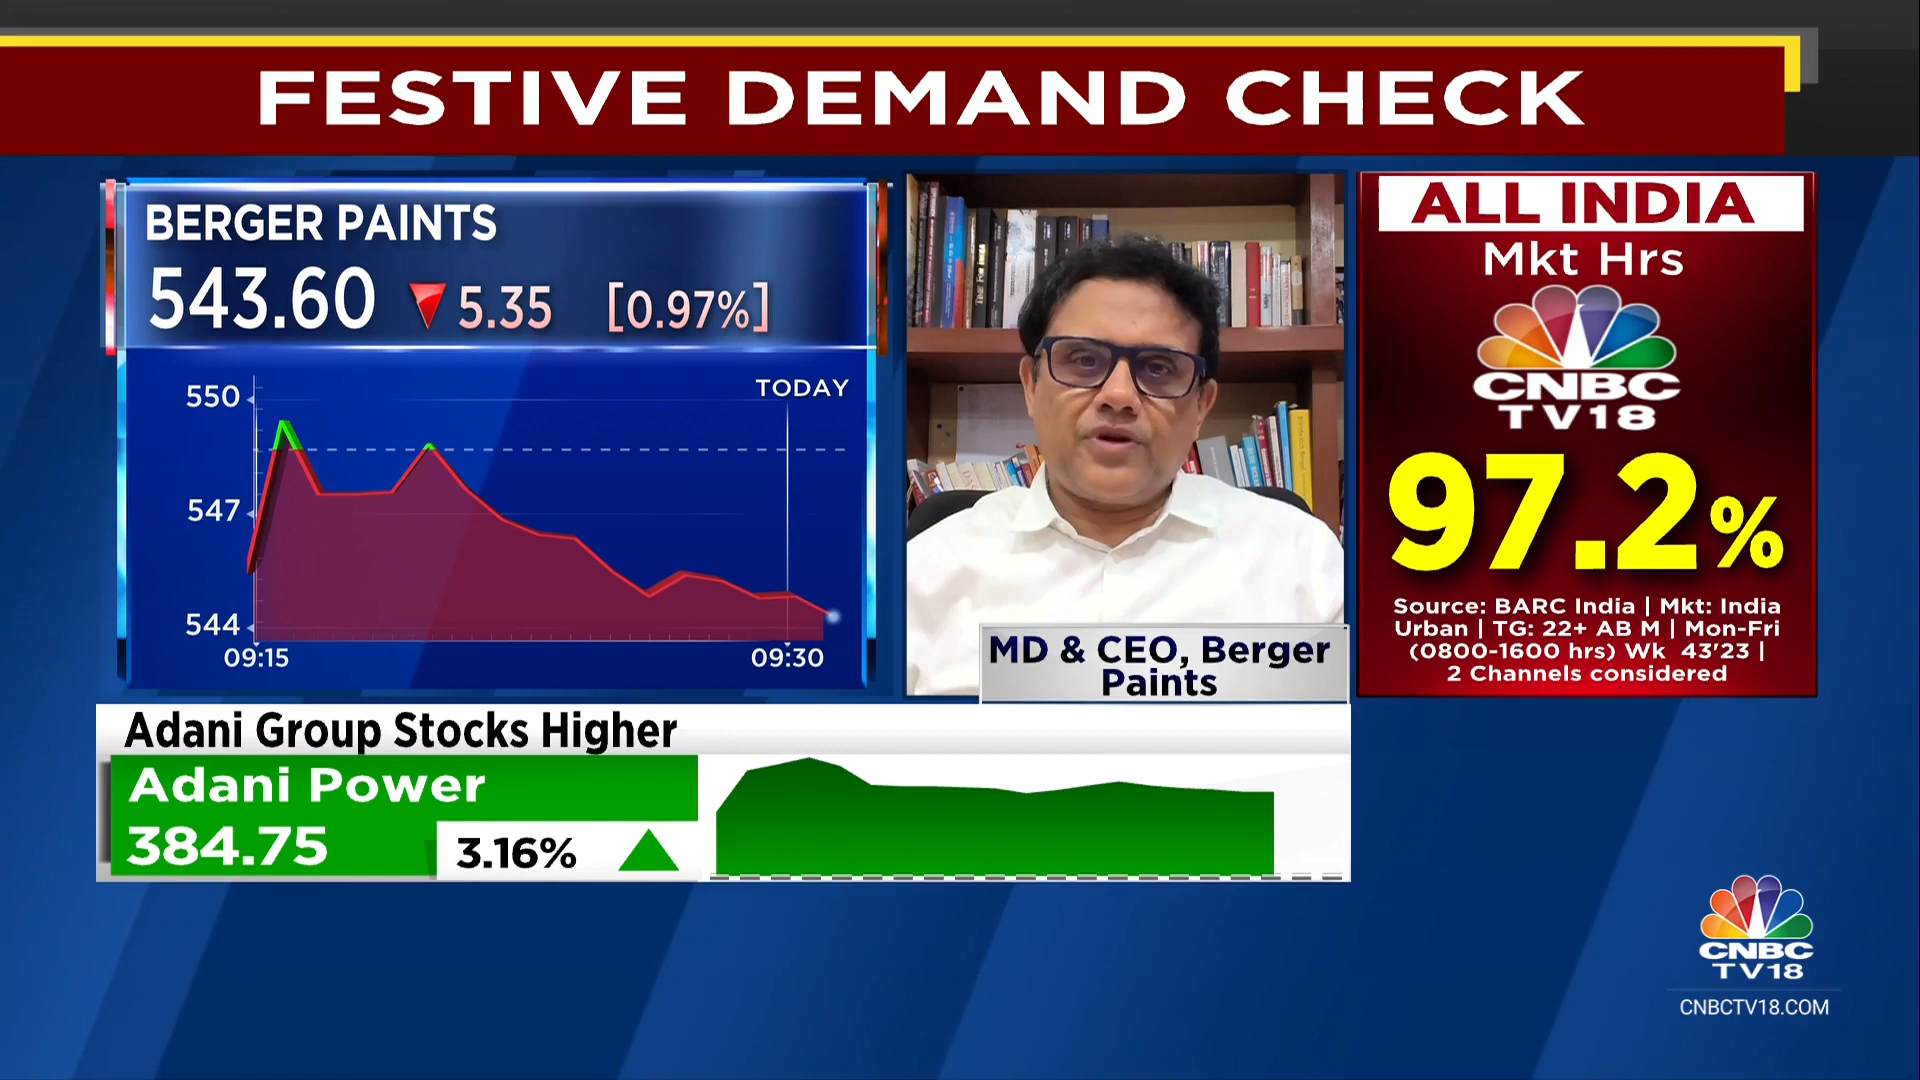 FESTIVE DEMAND CHECK
BERGER PAINTS
543.60 ▼ 5.35 [0.97%]
TODAY
550
547
544
09:15 09:30
MD & CEO, Berger
Paints
ALL INDIA
Mkt Hrs
CNBC
TV18
97.2%
Source: BARC India | Mkt: India
Urban | TG: 22+ AB M | Mon-Fri
(0800-1600 hrs) Wk 43'23 |
2 Channels considered
Adani Group Stocks Higher
Adani Power
384.75 3.16% ▲
CNBC
TV18
CNBCTV18.COM